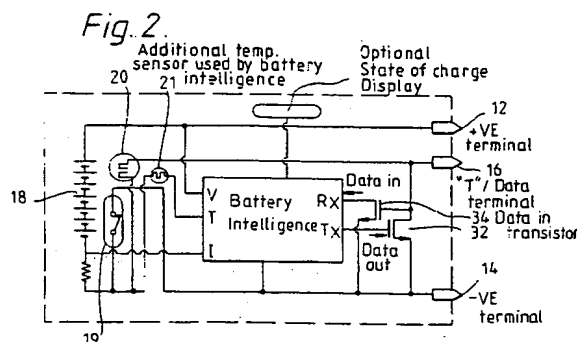 Fig. 2.
Additional temp.
sensor used by battery
intelligence
Optional
State of charge
Display
20
21
12
+VE
terminal
16
"T"/ Data
terminal
18
V
T
I
Battery
Intelligence
RX
TX
Data in
Data
out
34 Data in
32 transistor
14
-VE
terminal
19